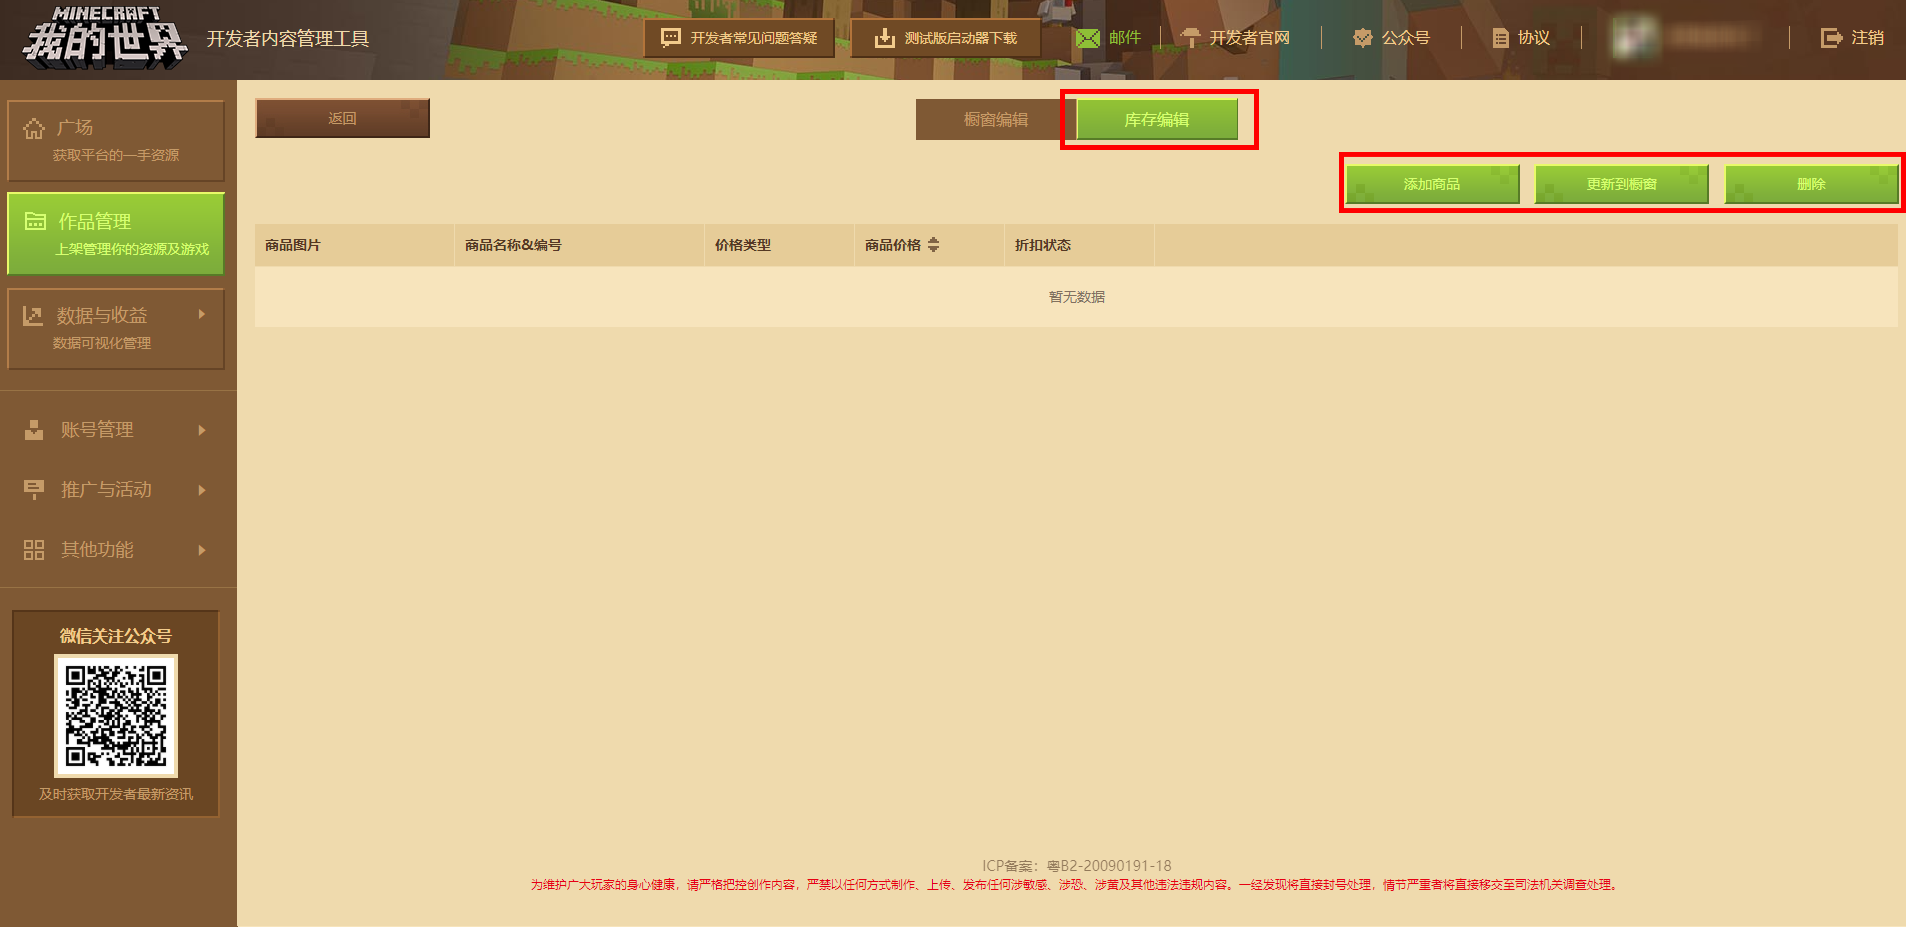 MINECRAFT
我的世界
开发者内容管理工具
开发者常见问题答疑
测试版启动器下载
邮件
开发者官网
公众号
协议
注销
广场
获取平台的一手资源
作品管理
上架管理你的资源及游戏
数据与收益
数据可视化管理
账号管理
推广与活动
其他功能
微信关注公众号
及时获取开发者最新资讯
返回
橱窗编辑
库存编辑
添加商品
更新到橱窗
删除
商品图片
商品名称&编号
价格类型
商品价格
折扣状态
暂无数据
ICP备案：粤B2-20090191-18
为维护广大玩家的身心健康，请严格把控创作内容，严禁以任何方式制作、上传、发布任何涉敏感、涉恐、涉黄及其他违法违规内容。一经发现将直接封号处理，情节严重者将直接移交至司法机关调查处理。